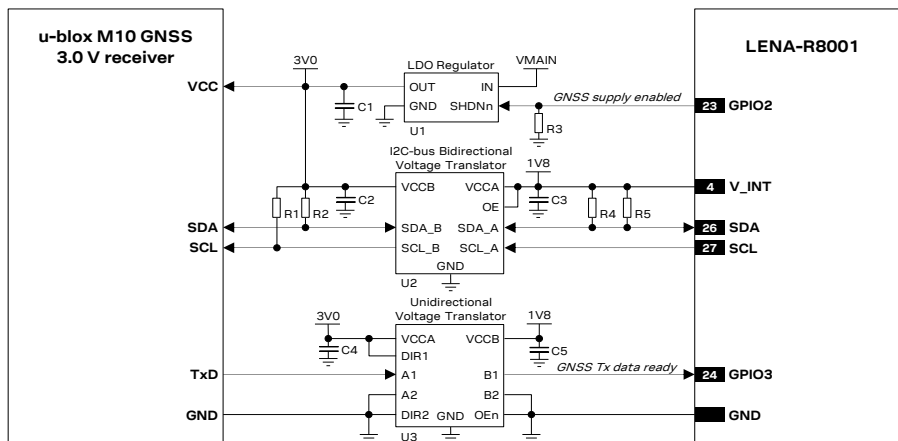 u-blox M10 GNSS
3.0 V receiver
LENA-R8001
3V0
LDO Regulator
VMAIN
VCC
OUT
IN
C1
GND
SHDNn
GNSS supply enabled
23
GPIO2
U1
R3
I2C-bus Bidirectional
Voltage Translator
1V8
VCCB
VCCA
4
V_INT
R1
R2
C2
OE
C3
R4
R5
SDA
SDA_B
SDA_A
26
SDA
SCL
SCL_B
SCL_A
27
SCL
GND
U2
Unidirectional
Voltage Translator
3V0
1V8
VCCA
VCCB
C4
DIR1
C5
GNSS Tx data ready
TxD
A1
B1
24
GPIO3
A2
B2
GND
DIR2
GND
OEn
GND
U3